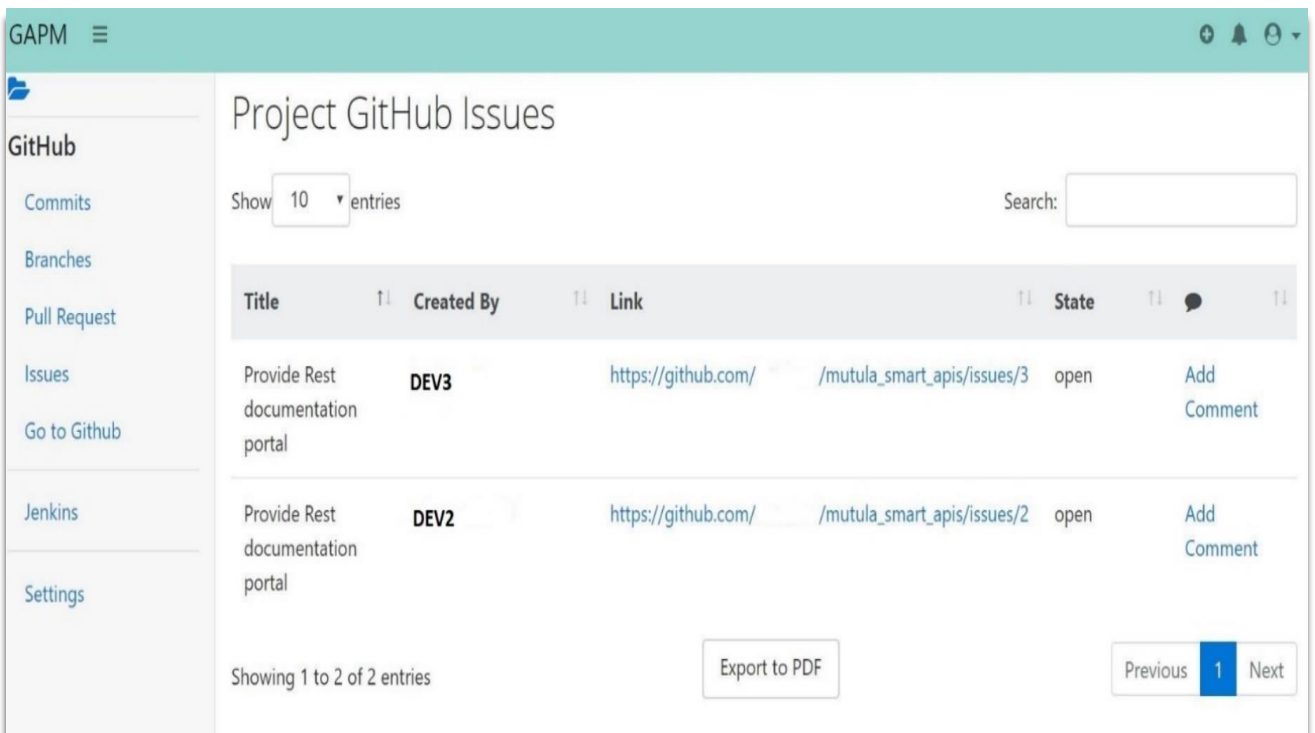 GAPM
GitHub
Commits
Branches
Pull Request
Issues
Go to Github
Jenkins
Settings
Project GitHub Issues
Show 10 entries
Search:
Title Created By Link State
Provide Rest documentation portal DEV3 https://github.com/ /mutula_smart_apis/issues/3 open Add Comment
Provide Rest documentation portal DEV2 https://github.com/ /mutula_smart_apis/issues/2 open Add Comment
Showing 1 to 2 of 2 entries
Export to PDF
Previous 1 Next